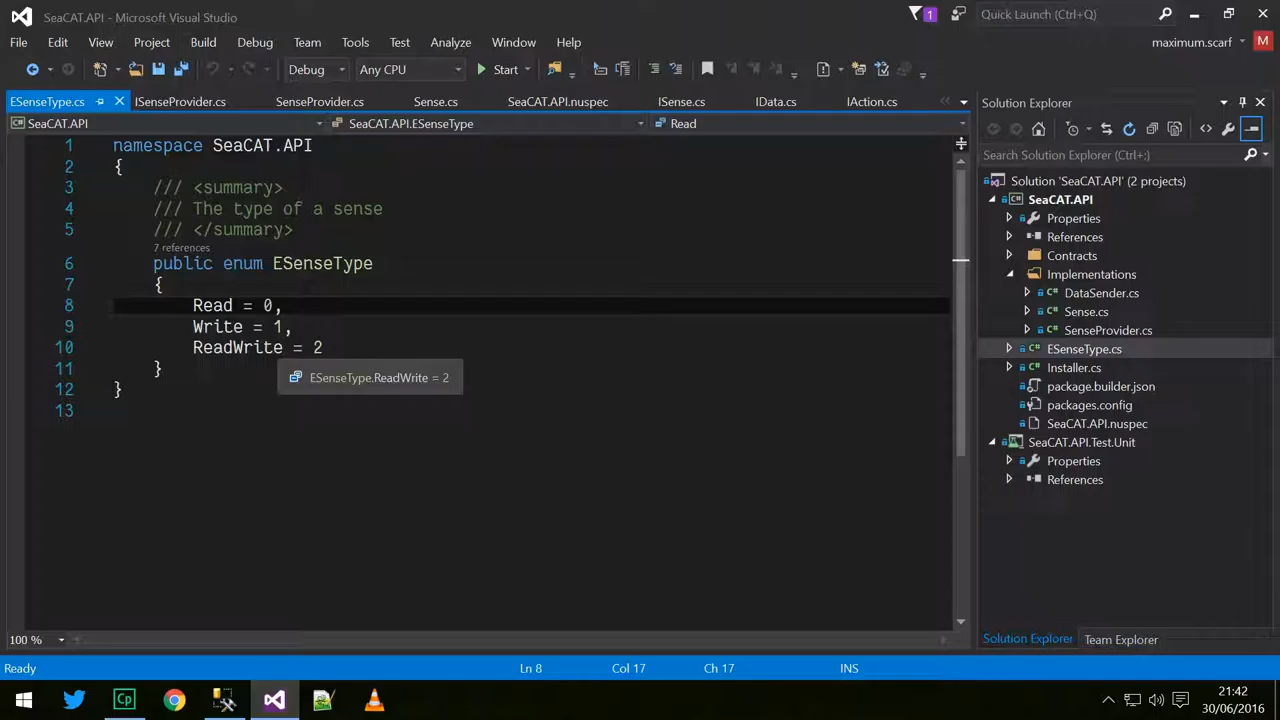 SeaCAT.API - Microsoft Visual Studio
1
Quick Launch (Ctrl+Q)
File Edit View Project Build Debug Team Tools Test Analyze Window Help
maximum.scarf M
Debug Any CPU Start
ESenseType.cs ISenseProvider.cs SenseProvider.cs Sense.cs SeaCAT.API.nuspec ISense.cs IData.cs IAction.cs
SeaCAT.API SeaCAT.API.ESenseType Read
1 namespace SeaCAT.API
2 {
3 /// <summary>
4 /// The type of a sense
5 /// </summary>
7 references
6 public enum ESenseType
7 {
8 Read = 0,
9 Write = 1,
10 ReadWrite = 2
11 }
12 }
13
ESenseType.ReadWrite = 2
100 %
Solution Explorer
Search Solution Explorer (Ctrl+;)
Solution 'SeaCAT.API' (2 projects)
C# SeaCAT.API
Properties
References
Contracts
Implementations
C# DataSender.cs
C# Sense.cs
C# SenseProvider.cs
C# ESenseType.cs
C# Installer.cs
package.builder.json
packages.config
SeaCAT.API.nuspec
SeaCAT.API.Test.Unit
Properties
References
Solution Explorer Team Explorer
Ready Ln 8 Col 17 Ch 17 INS
Cp
21:42
30/06/2016